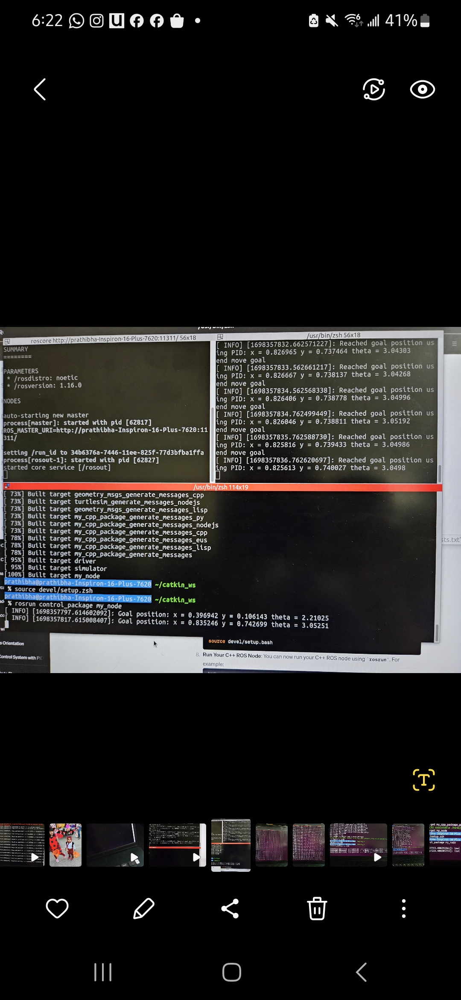 6:22
41%
roscore http://prathibha-Inspiron-16-Plus-7620:11311/ 56x18
SUMMARY
========
PARAMETERS
* /rosdistro: noetic
* /rosversion: 1.16.0
NODES
auto-starting new master
process[master]: started with pid [62817]
ROS_MASTER_URI=http://prathibha-Inspiron-16-Plus-7620:11
311/
setting /run_id to 34b6376a-7446-11ee-825f-77d3bfba1ffa
process[rosout-1]: started with pid [62827]
started core service [/rosout]
/usr/bin/zsh 56x18
[ INFO] [1698357832.662571227]: Reached goal position us
ing PID: x = 0.826965 y = 0.737464 theta = 3.04303
end move goal
[ INFO] [1698357833.562661217]: Reached goal position us
ing PID: x = 0.826667 y = 0.738137 theta = 3.04268
end move goal
[ INFO] [1698357834.562568338]: Reached goal position us
ing PID: x = 0.826406 y = 0.738778 theta = 3.04996
end move goal
[ INFO] [1698357834.762499449]: Reached goal position us
ing PID: x = 0.826046 y = 0.738811 theta = 3.05192
end move goal
[ INFO] [1698357835.762588730]: Reached goal position us
ing PID: x = 0.825816 y = 0.739433 theta = 3.04986
end move goal
[ INFO] [1698357836.762620697]: Reached goal position us
ing PID: x = 0.825613 y = 0.740027 theta = 3.0498
/usr/bin/zsh 114x19
[ 73%] Built target geometry_msgs_generate_messages_cpp
[ 73%] Built target turtlesim_generate_messages_nodejs
[ 73%] Built target geometry_msgs_generate_messages_lisp
[ 73%] Built target my_cpp_package_generate_messages_py
[ 73%] Built target my_cpp_package_generate_messages_nodejs
[ 73%] Built target my_cpp_package_generate_messages_cpp
[ 78%] Built target my_cpp_package_generate_messages_eus
[ 78%] Built target my_cpp_package_generate_messages_lisp
[ 78%] Built target my_cpp_package_generate_messages
[ 95%] Built target driver
[ 95%] Built target simulator
[100%] Built target my_node
prathibha@prathibha-Inspiron-16-Plus-7620 ~/catkin_ws
% source devel/setup.zsh
prathibha@prathibha-Inspiron-16-Plus-7620 ~/catkin_ws
% rosrun control_package my_node
[ INFO] [1698357797.614602092]: Goal position: x = 0.396942 y = 0.106143 theta = 2.21025
[ INFO] [1698357817.615008407]: Goal position: x = 0.835246 y = 0.742699 theta = 3.05251
sts.txt
s Orientation
Control System with PI
source devel/setup.bash
8. Run Your C++ ROS Node: You can now run your C++ ROS node using `rosrun`. For
example: